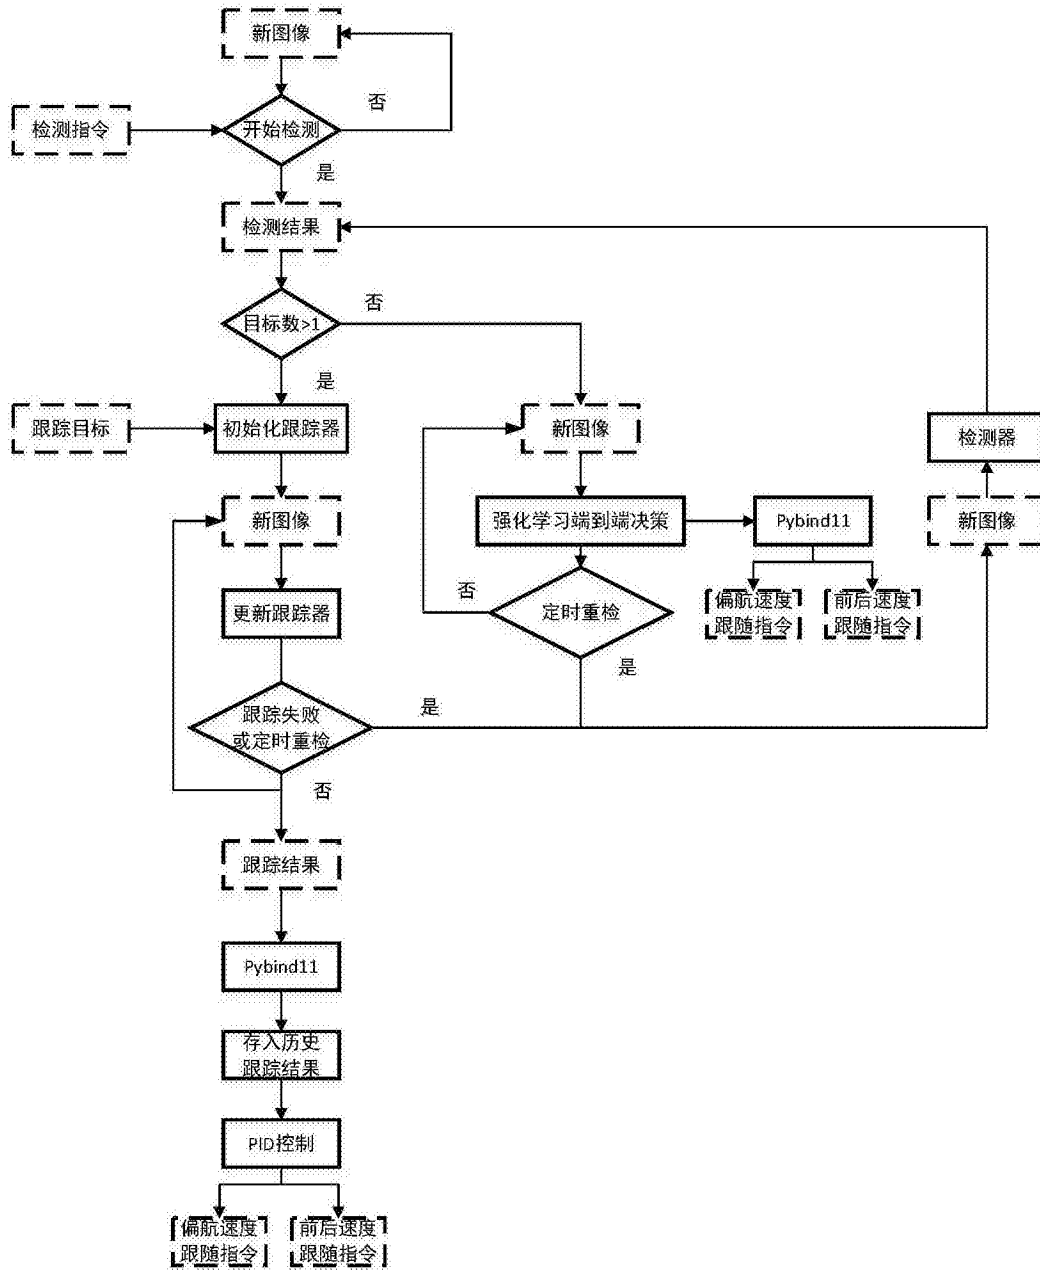 新图像
否
检测指令
开始检测
是
检测结果
否
目标数>1
是
跟踪目标
初始化跟踪器
新图像
检测器
新图像
强化学习端到端决策
Pybind11
新图像
否
定时重检
偏航速度
跟随指令
前后速度
跟随指令
更新跟踪器
是
是
跟踪失败
或定时重检
否
跟踪结果
Pybind11
存入历史
跟踪结果
PID控制
偏航速度
跟随指令
前后速度
跟随指令